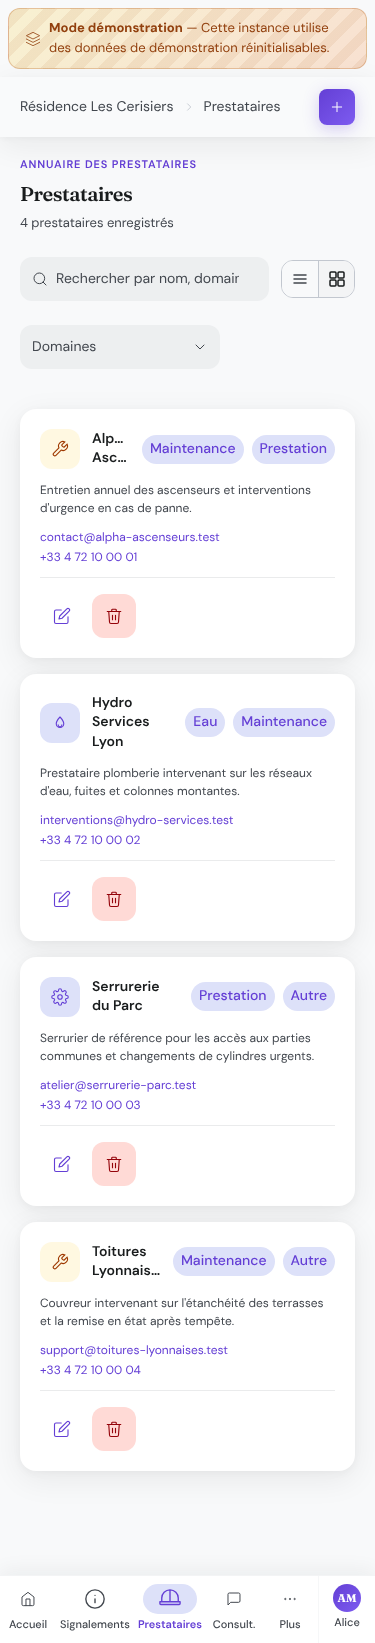 Mode démonstration — Cette instance utilise
des données de démonstration réinitialisables.
Résidence Les Cerisiers > Prestataires
ANNUAIRE DES PRESTATAIRES
Prestataires
4 prestataires enregistrés
Rechercher par nom, domain
Domaines
Alp...
Asc...
Maintenance Prestation
Entretien annuel des ascenseurs et interventions
d'urgence en cas de panne.
contact@alpha-ascenseurs.test
+33 4 72 10 00 01
Hydro
Services
Lyon
Eau Maintenance
Prestataire plomberie intervenant sur les réseaux
d'eau, fuites et colonnes montantes.
interventions@hydro-services.test
+33 4 72 10 00 02
Serrurerie
du Parc
Prestation Autre
Serrurier de référence pour les accès aux parties
communes et changements de cylindres urgents.
atelier@serrurerie-parc.test
+33 4 72 10 00 03
Toitures
Lyonnais...
Maintenance Autre
Couvreur intervenant sur l'étanchéité des terrasses
et la remise en état après tempête.
support@toitures-lyonnaises.test
+33 4 72 10 00 04
AM
Accueil Signalements Prestataires Consult. Plus Alice